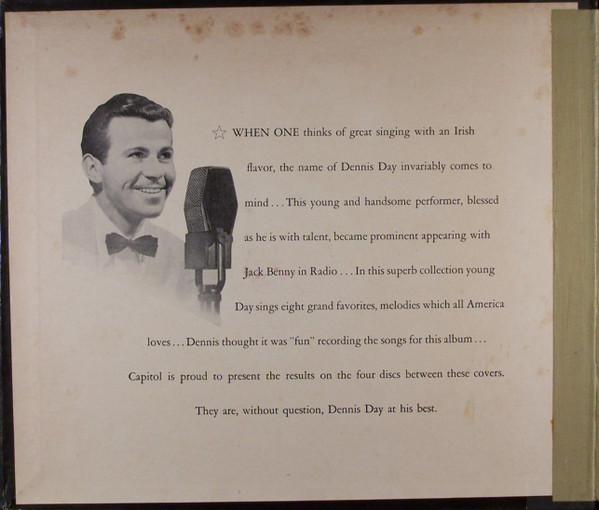 ☆ WHEN ONE thinks of great singing with an Irish
flavor, the name of Dennis Day invariably comes to
mind . . . This young and handsome performer, blessed
as he is with talent, became prominent appearing with
Jack Benny in Radio . . . In this superb collection young
Day sings eight grand favorites, melodies which all America
loves . . . Dennis thought it was "fun" recording the songs for this album . . .
Capitol is proud to present the results on the four discs between these covers.
They are, without question, Dennis Day at his best.